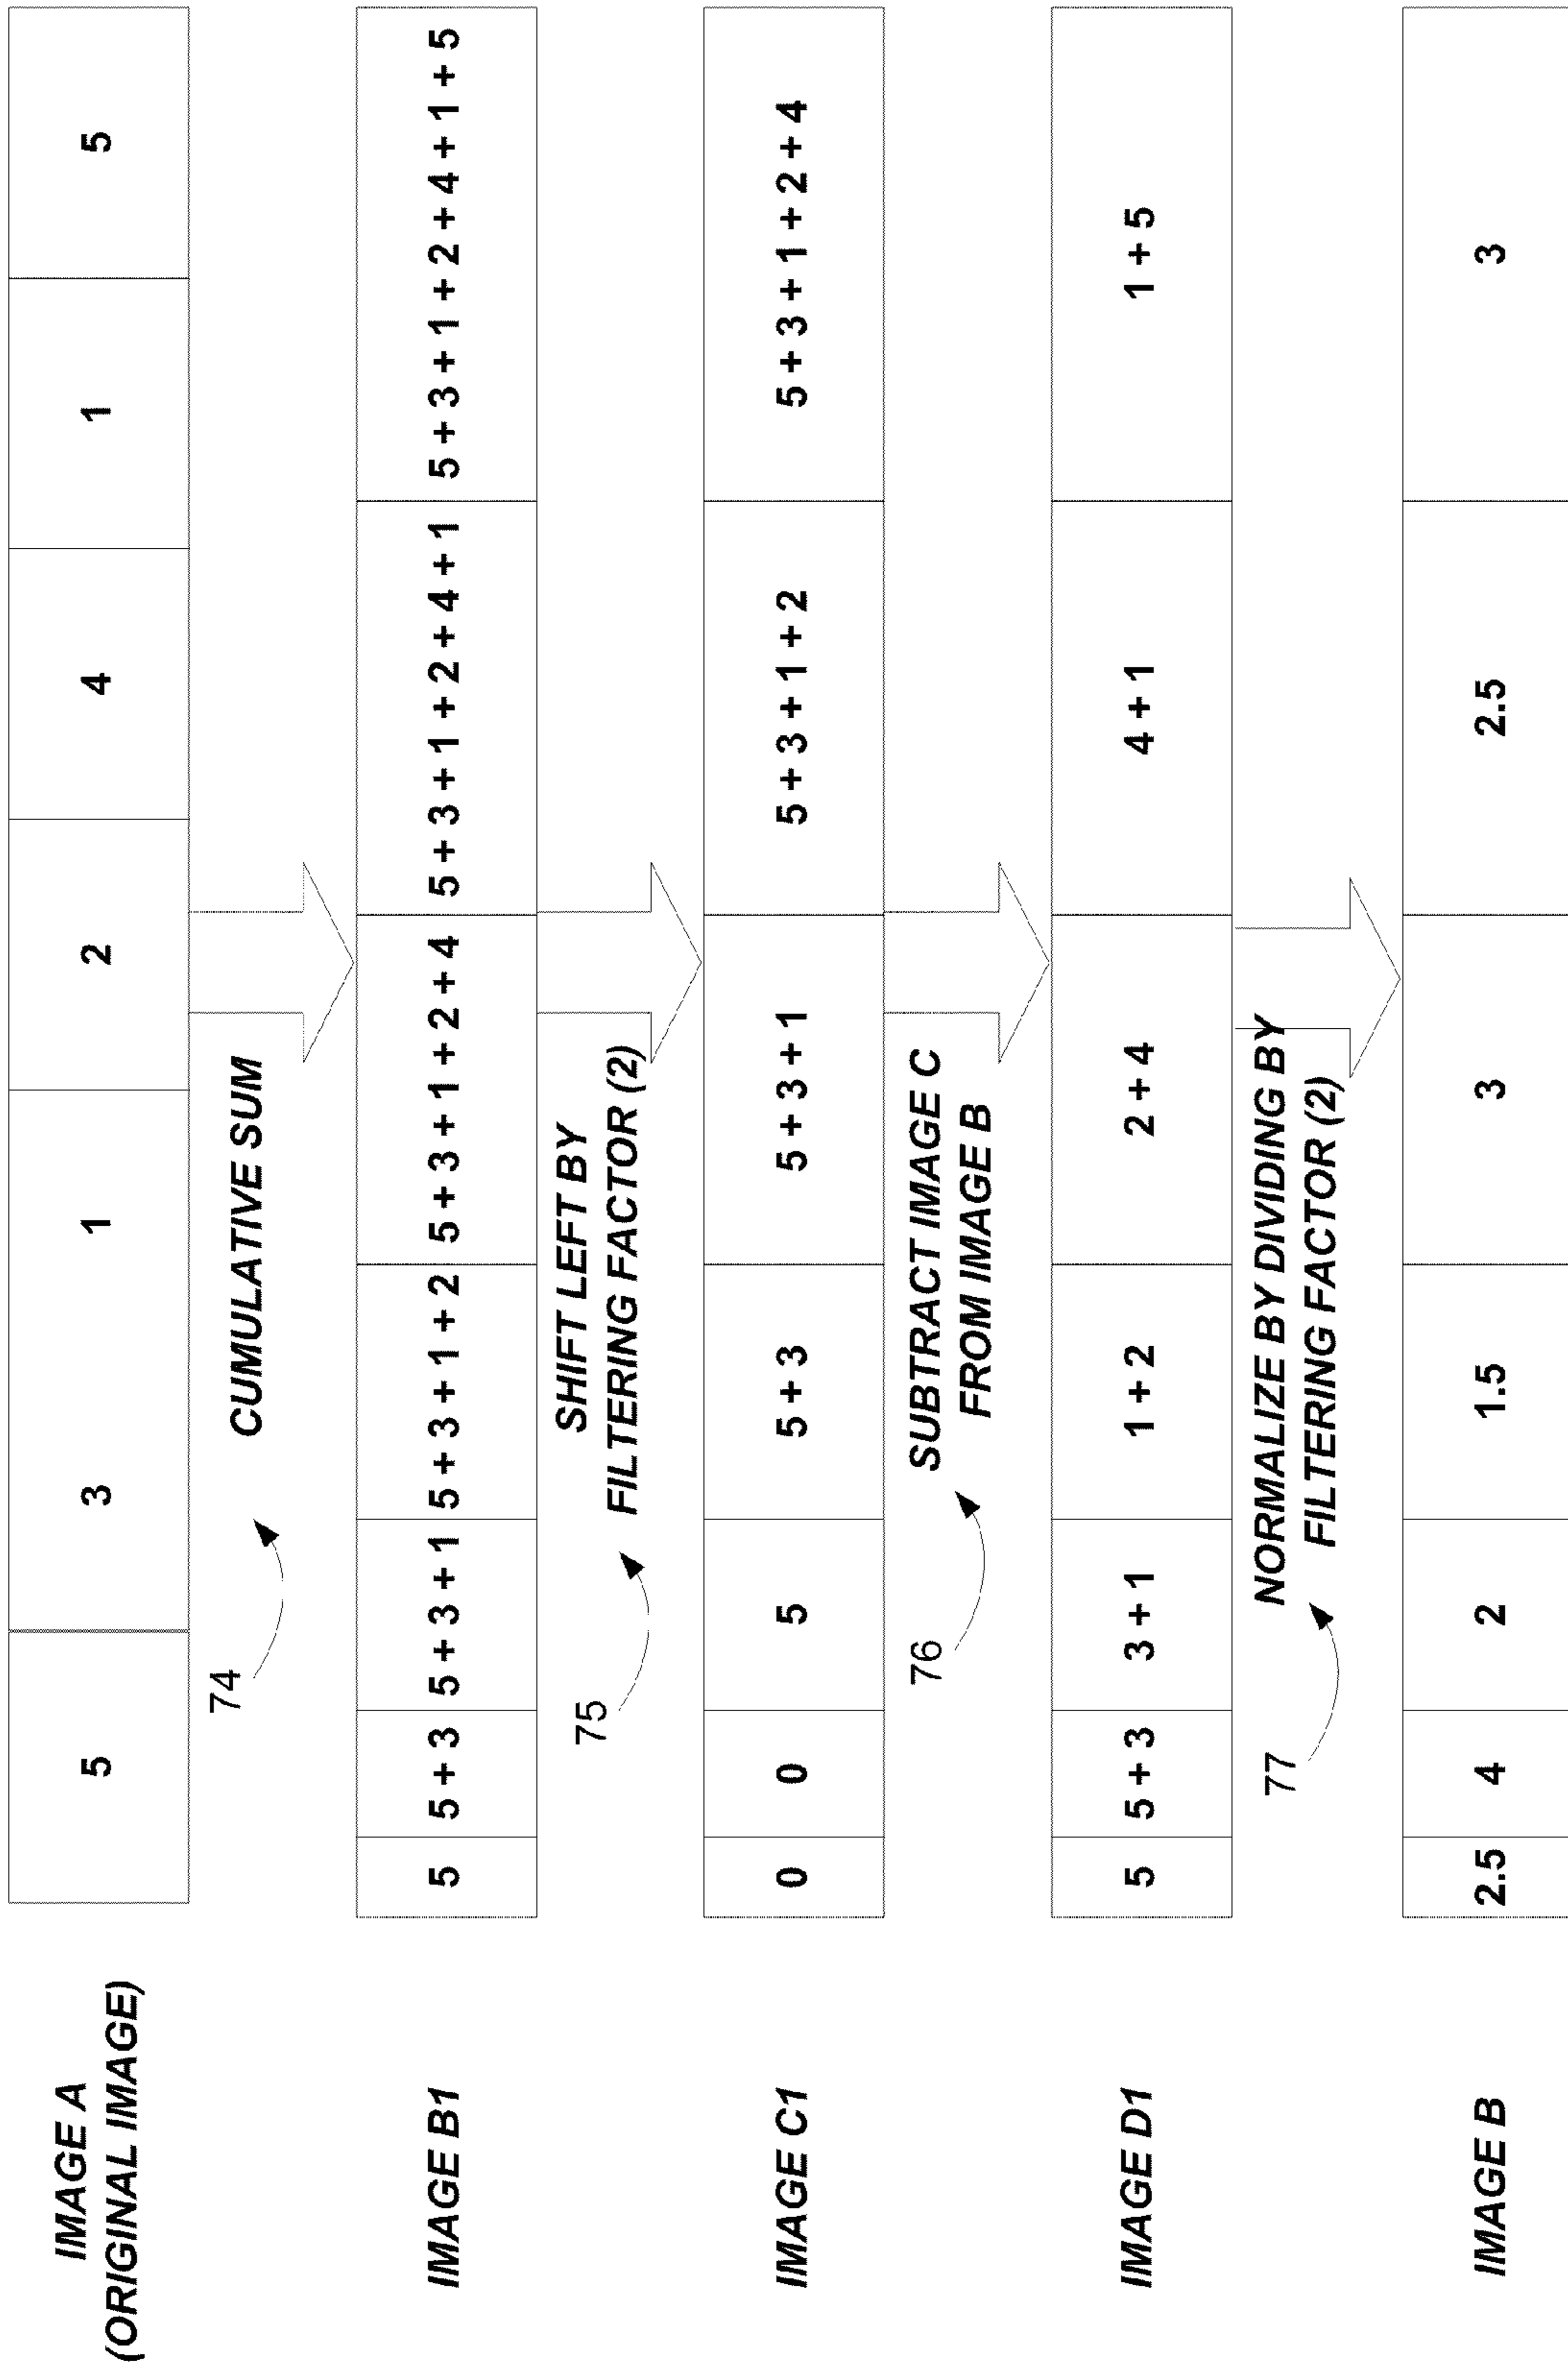 IMAGE A
(ORIGINAL IMAGE)
5 3 1 2 4 1 5
74
CUMULATIVE SUM
IMAGE B1
5 5 + 3 5 + 3 + 1 5 + 3 + 1 + 2 5 + 3 + 1 + 2 + 4 5 + 3 + 1 + 2 + 4 + 1 5 + 3 + 1 + 2 + 4 + 1 + 5
75
SHIFT LEFT BY
FILTERING FACTOR (2)
IMAGE C1
0 0 5 5 + 3 5 + 3 + 1 5 + 3 + 1 + 2 5 + 3 + 1 + 2 + 4
76
SUBTRACT IMAGE C
FROM IMAGE B
IMAGE D1
5 5 + 3 3 + 1 1 + 2 2 + 4 4 + 1 1 + 5
77
NORMALIZE BY DIVIDING BY
FILTERING FACTOR (2)
IMAGE B
2.5 4 2 1.5 3 2.5 3